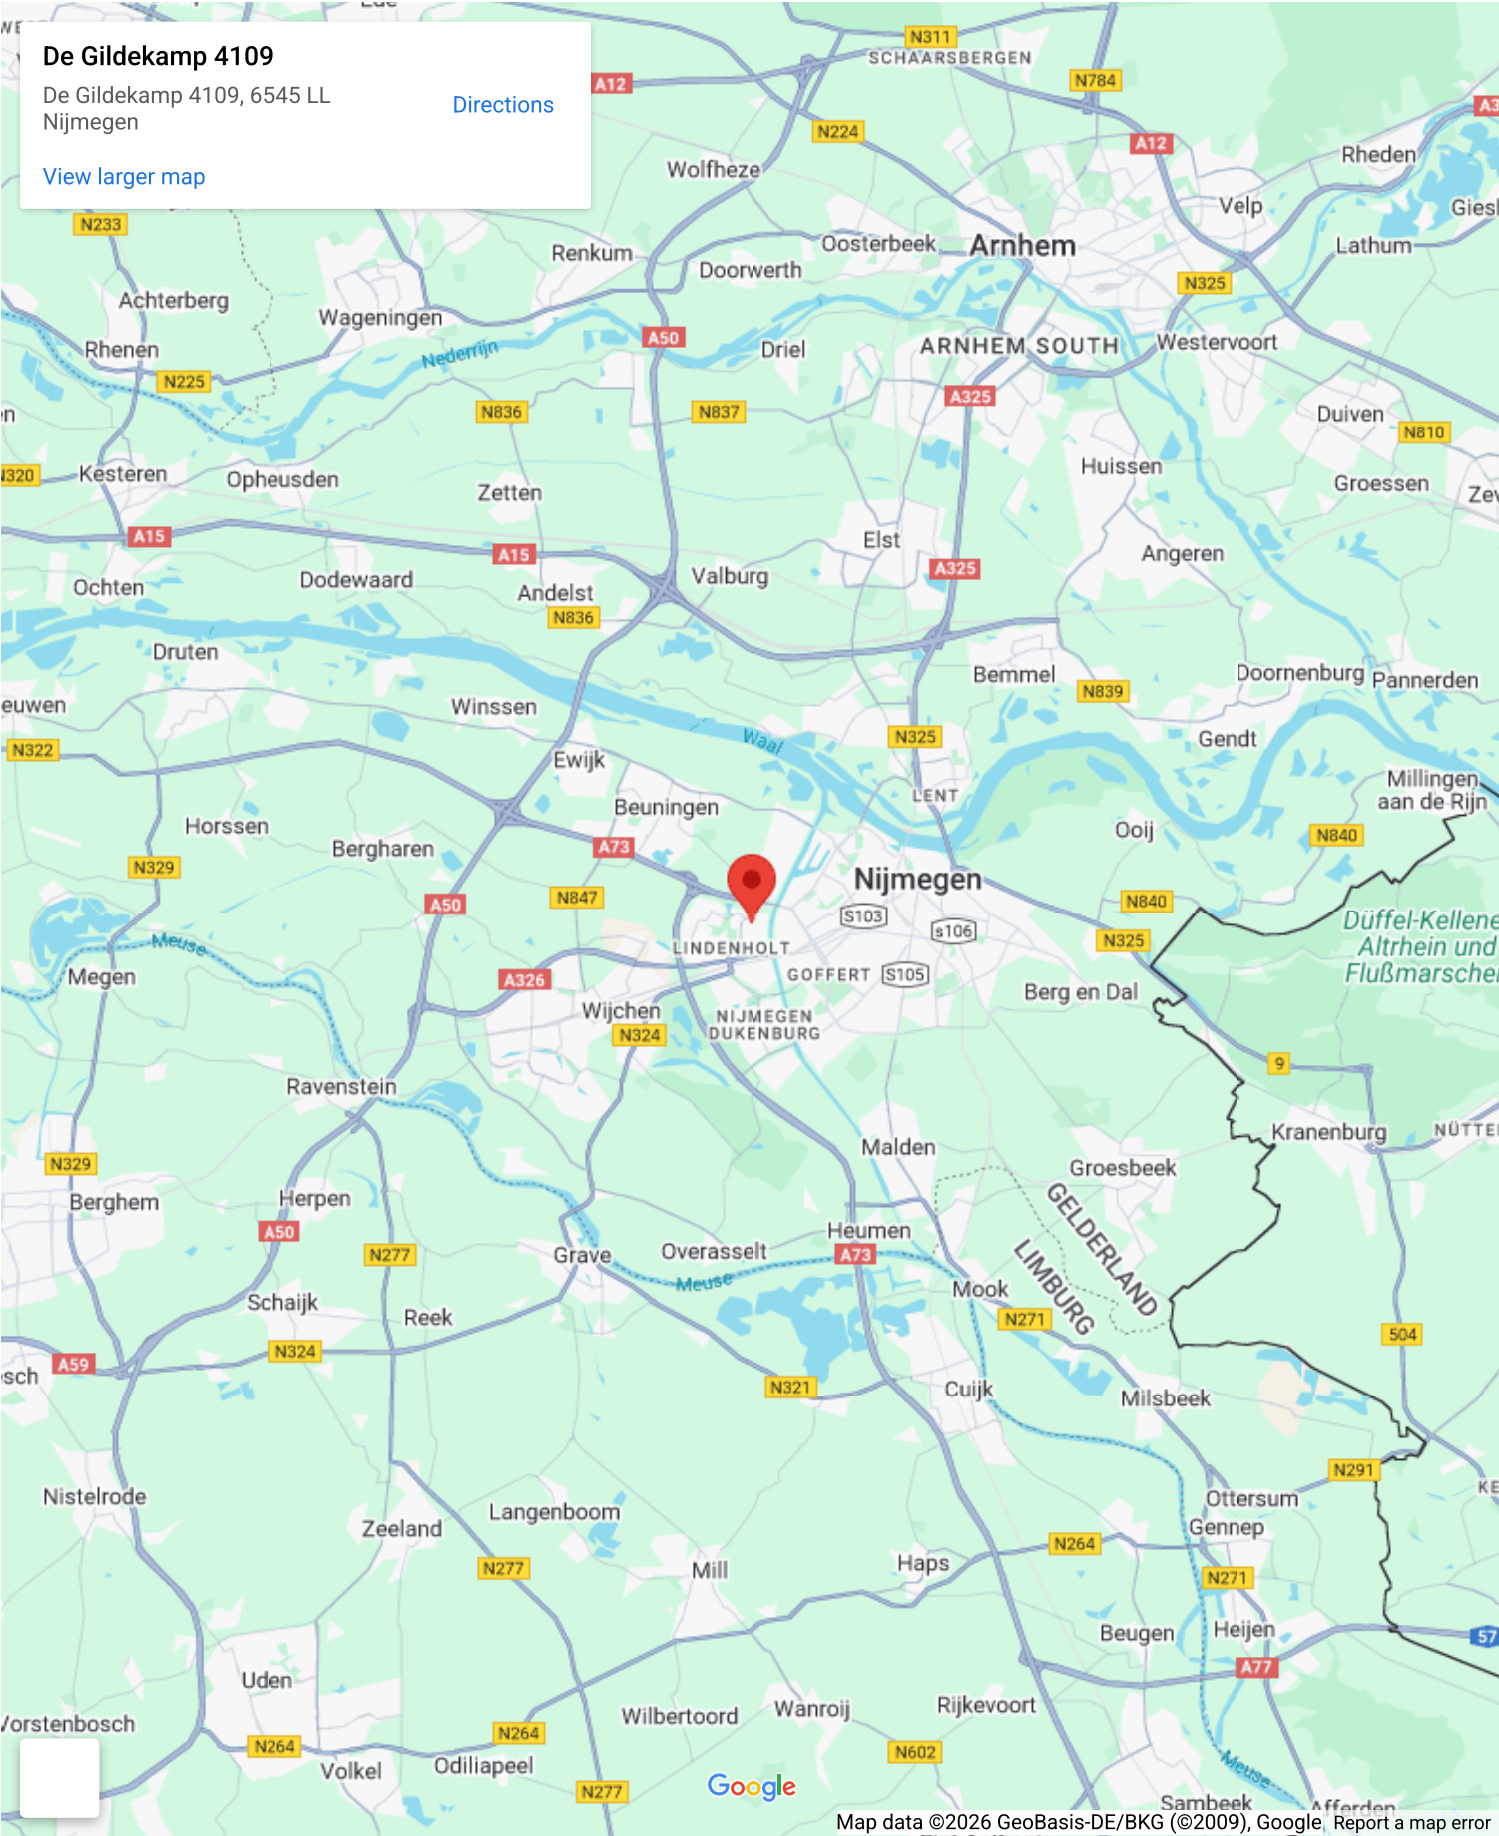 De Gildekamp 4109
De Gildekamp 4109, 6545 LL
Nijmegen
Directions
View larger map
N311
SCHAARSBERGEN
A12
N784
N224
A12
Rheden
Wolfheze
Velp
N233
Renkum
Oosterbeek
Arnhem
Lathum
Doorwerth
N325
Achterberg
Wageningen
A50
Nederrijn
Driel
ARNHEM SOUTH
Westervoort
Rhenen
N225
A325
N836
N837
Duiven
N810
Kesteren
Opheusden
Zetten
Huissen
Groessen
A15
A15
Elst
Angeren
A325
Ochten
Dodewaard
Andelst
Valburg
N836
Druten
Bemmel
Doornenburg
Pannerden
N839
Winssen
N322
Waal
N325
Gendt
Ewijk
Millingen
aan de Rijn
Beuningen
LENT
Horssen
Bergharen
A73
Ooij
N840
N329
Nijmegen
N847
A50
S103
s106
N840
N325
Düffel-Kellene
Altrhein und
Flußmarsche
Meuse
LINDENHOLT
GOFFERT
S105
Megen
A326
Berg en Dal
Wijchen
N324
NIJMEGEN
DUKENBURG
9
Ravenstein
Malden
Kranenburg
Groesbeek
N329
Berghem
Herpen
GELDERLAND
A50
N277
Grave
Overasselt
Heumen
A73
LIMBURG
Meuse
Mook
Schaijk
Reek
N271
504
A59
N324
N321
Cuijk
Milsbeek
N291
Nistelrode
Langenboom
Ottersum
Zeeland
Gennep
N264
N277
Mill
Haps
N271
Beugen
Heijen
57
A77
Uden
Wilbertoord
Wanroij
Rijkevoort
Vorstenbosch
N264
N264
N602
Volkel
Odiliapeel
Meuse
N277
Google
Sambeek
Afferden
Map data ©2026 GeoBasis-DE/BKG (©2009), Google
Report a map error